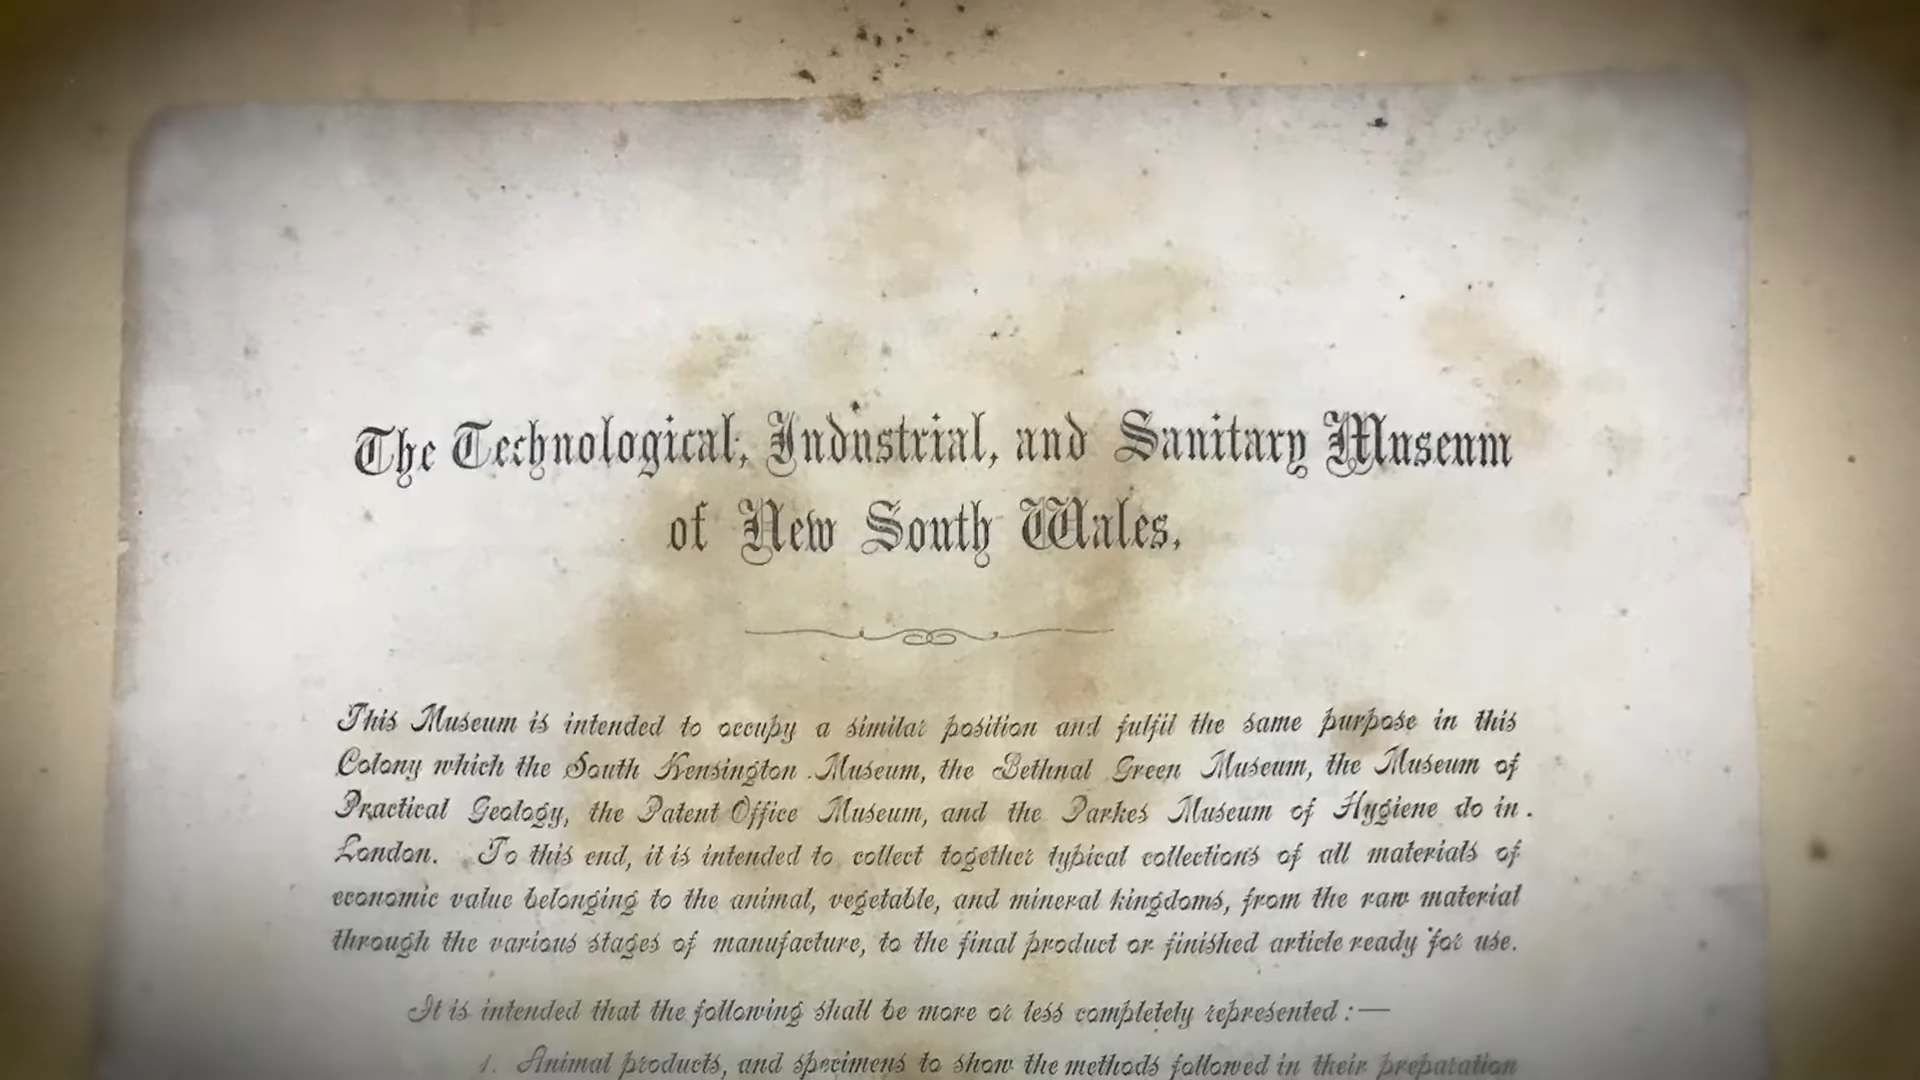 The Technological, Industrial, and Sanitary Museum
of New South Wales.
This Museum is intended to occupy a similar position and fulfil the same purpose in this
Colony which the South Kensington Museum, the Bethnal Green Museum, the Museum of
Practical Geology, the Patent Office Museum, and the Parkes Museum of Hygiene do in
London. To this end, it is intended to collect together typical collections of all materials of
economic value belonging to the animal, vegetable, and mineral kingdoms, from the raw material
through the various stages of manufacture, to the final product or finished article ready for use.
It is intended that the following shall be more or less completely represented :—
1. Animal products, and specimens to show the methods followed in their preparation